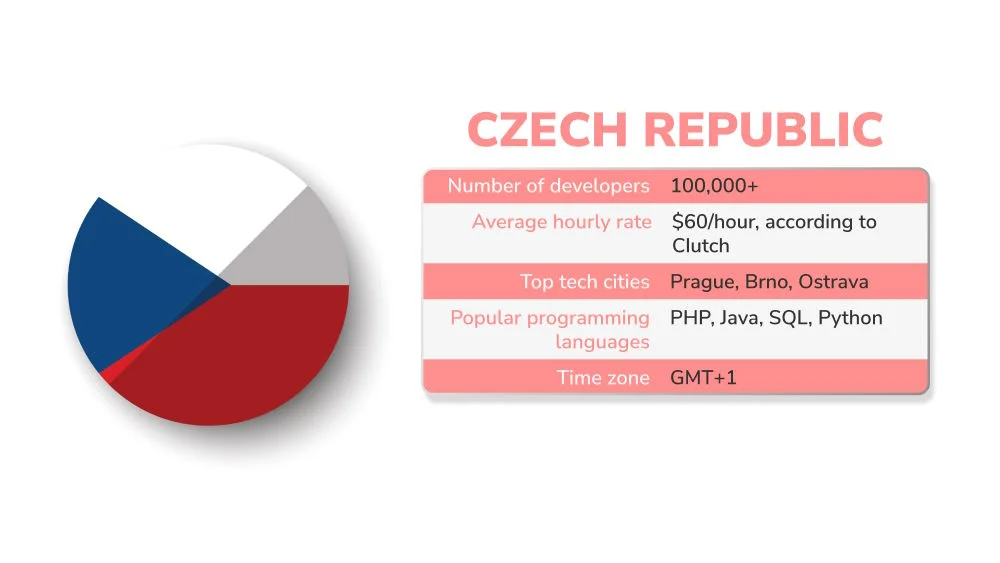 CZECH REPUBLIC
Number of developers 100,000+
Average hourly rate $60/hour, according to
Clutch
Top tech cities Prague, Brno, Ostrava
Popular programming PHP, Java, SQL, Python
languages
Time zone GMT+1